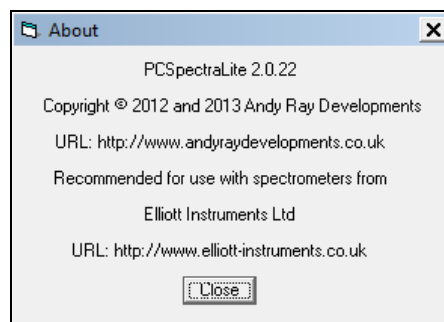 About
PCSpectraLite 2.0.22
Copyright © 2012 and 2013 Andy Ray Developments
URL: http://www.andyraydevelopments.co.uk
Recommended for use with spectrometers from
Elliott Instruments Ltd
URL: http://www.elliott-instruments.co.uk
Close